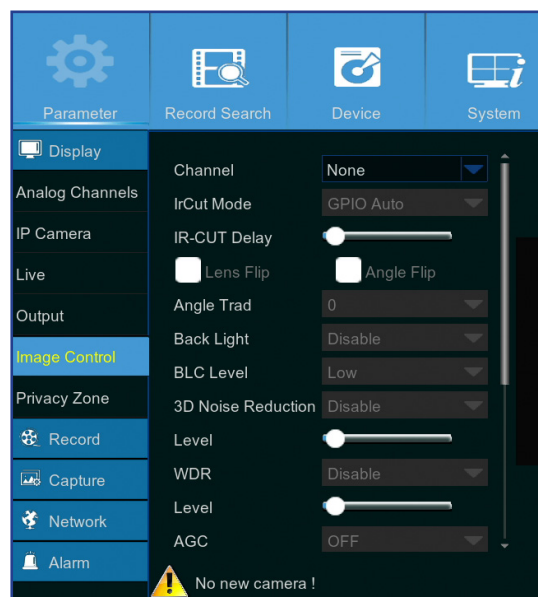 Parameter
Record Search
Device
System
Display
Analog Channels
IP Camera
Live
Output
Image Control
Privacy Zone
Record
Capture
Network
Alarm
Channel None
IrCut Mode GPIO Auto
IR-CUT Delay
Lens Flip Angle Flip
Angle Trad 0
Back Light Disable
BLC Level Low
3D Noise Reduction Disable
Level
WDR Disable
Level
AGC OFF
No new camera !